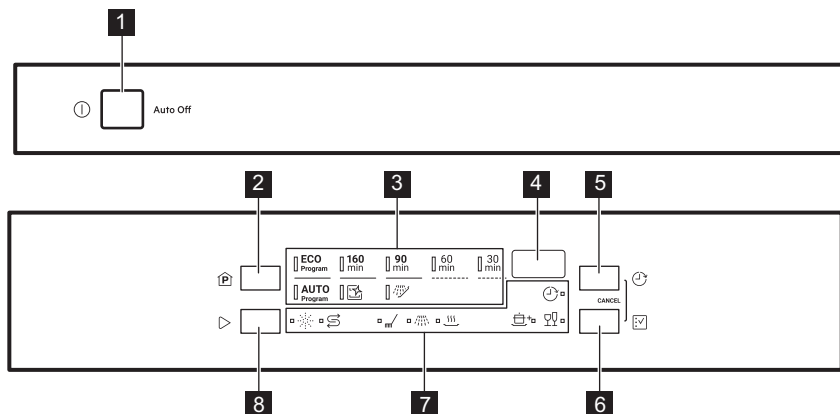 1
Auto Off
2
3
4
5
ECO
Program
160
min
90
min
60
min
30
min
P
AUTO
Program
CANCEL
8
7
6